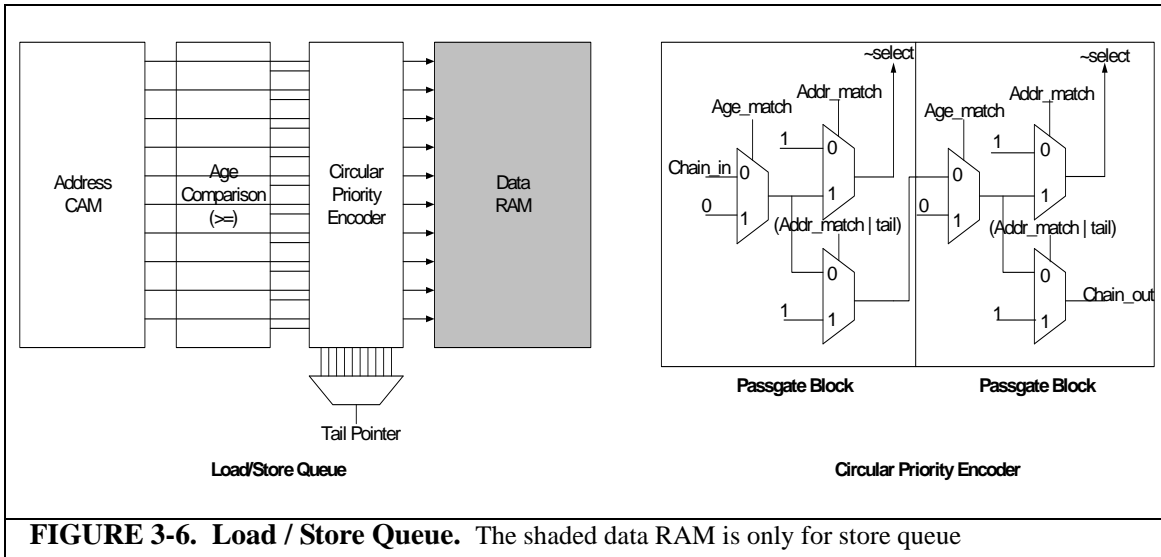 Address
CAM
Age
Comparison
(>=)
Circular
Priority
Encoder
Data
RAM
Tail Pointer
Load/Store Queue
~select
~select
Addr_match
Age_match
Addr_match
Age_match
1
0
1
0
Chain_in
0
1
0
1
0
1
0
1
(Addr_match | tail)
(Addr_match | tail)
0
0
Chain_out
1
1
1
1
Passgate Block
Passgate Block
Circular Priority Encoder
FIGURE 3-6. Load / Store Queue. The shaded data RAM is only for store queue